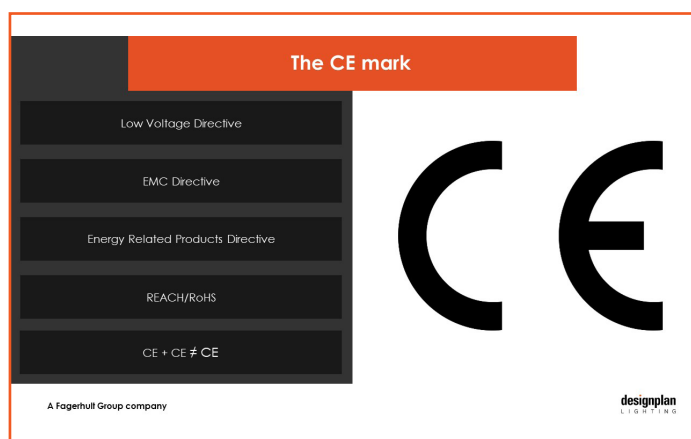 The CE mark
Low Voltage Directive
EMC Directive
Energy Related Products Directive
REACH/RoHS
CE + CE ≠ CE
CE
A Fagerhult Group company
designplan
LIGHTING